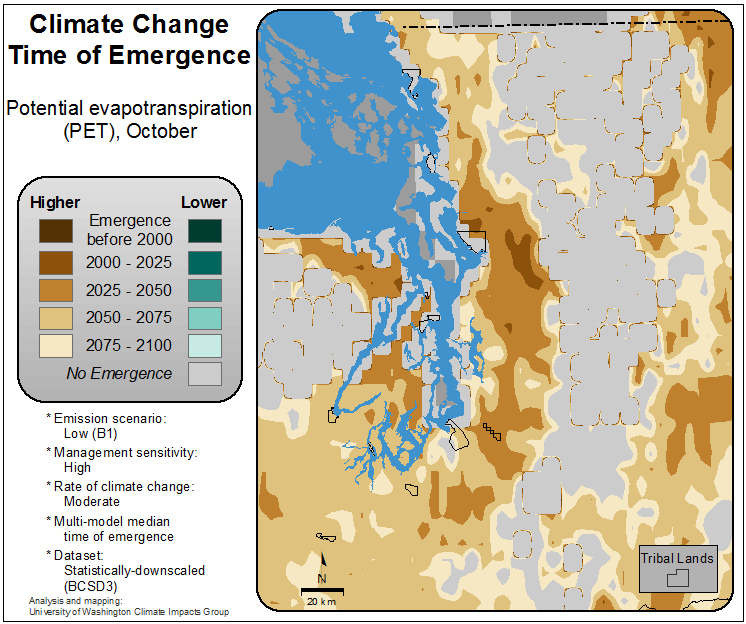 Climate Change
Time of Emergence
Potential evapotranspiration
(PET), October
Higher Lower
Emergence
before 2000
2000 - 2025
2025 - 2050
2050 - 2075
2075 - 2100
No Emergence
* Emission scenario:
Low (B1)
* Management sensitivity:
High
* Rate of climate change:
Moderate
* Multi-model median
time of emergence
* Dataset:
Statistically-downscaled
(BCSD3)
Analysis and mapping:
University of Washington Climate Impacts Group
N
20 km
Tribal Lands